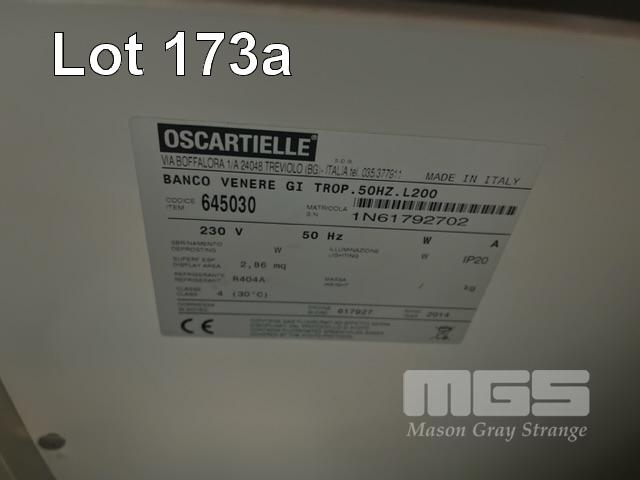 Lot 173a
OSCARTIELLE® S.P.A.
VIA BOFFALORA 1/A 24048 TREVIOLO (BG) - ITALIA tel. 035/377911 MADE IN ITALY
BANCO VENERE GI TROP.50HZ.L200
CODICE ITEM 645030 MATRICOLA S.N. 1N61792702
230 V 50 Hz W A
SBRINAMENTO DEFROSTING W ILLUMINAZIONE LIGHTING W IP20
SUPERF ESP DISPLAY AREA 2,86 mq
REFRIGERANTE REFRIGERANT R404A MASSA WEIGHT / kg
CLASSE CLASS 4 (30°C)
COMMESSA 617927 2014
CE
MGS
Mason Gray Strange